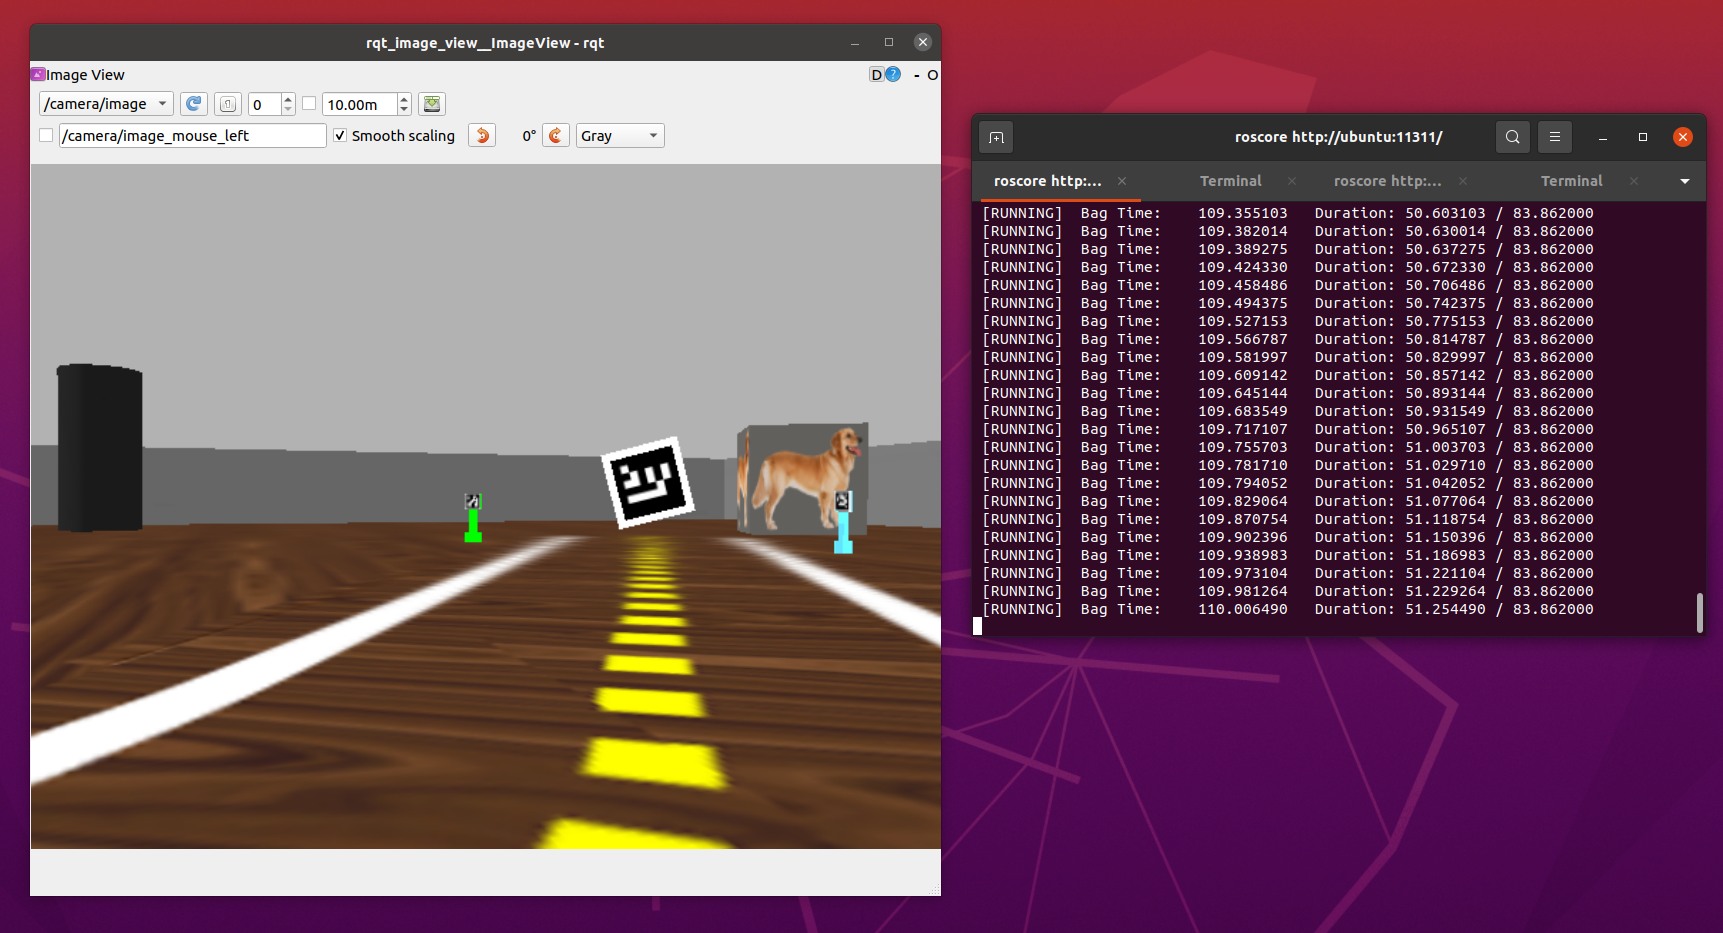 rqt_image_view__ImageView - rqt
Image View
D ? - O
/camera/image 0 10.00m
/camera/image_mouse_left Smooth scaling 0° Gray
roscore http://ubuntu:11311/
roscore http:... Terminal roscore http:... Terminal
[RUNNING] Bag Time: 109.355103 Duration: 50.603103 / 83.862000
[RUNNING] Bag Time: 109.382014 Duration: 50.630014 / 83.862000
[RUNNING] Bag Time: 109.389275 Duration: 50.637275 / 83.862000
[RUNNING] Bag Time: 109.424330 Duration: 50.672330 / 83.862000
[RUNNING] Bag Time: 109.458486 Duration: 50.706486 / 83.862000
[RUNNING] Bag Time: 109.494375 Duration: 50.742375 / 83.862000
[RUNNING] Bag Time: 109.527153 Duration: 50.775153 / 83.862000
[RUNNING] Bag Time: 109.566787 Duration: 50.814787 / 83.862000
[RUNNING] Bag Time: 109.581997 Duration: 50.829997 / 83.862000
[RUNNING] Bag Time: 109.609142 Duration: 50.857142 / 83.862000
[RUNNING] Bag Time: 109.645144 Duration: 50.893144 / 83.862000
[RUNNING] Bag Time: 109.683549 Duration: 50.931549 / 83.862000
[RUNNING] Bag Time: 109.717107 Duration: 50.965107 / 83.862000
[RUNNING] Bag Time: 109.755703 Duration: 51.003703 / 83.862000
[RUNNING] Bag Time: 109.781710 Duration: 51.029710 / 83.862000
[RUNNING] Bag Time: 109.794052 Duration: 51.042052 / 83.862000
[RUNNING] Bag Time: 109.829064 Duration: 51.077064 / 83.862000
[RUNNING] Bag Time: 109.870754 Duration: 51.118754 / 83.862000
[RUNNING] Bag Time: 109.902396 Duration: 51.150396 / 83.862000
[RUNNING] Bag Time: 109.938983 Duration: 51.186983 / 83.862000
[RUNNING] Bag Time: 109.973104 Duration: 51.221104 / 83.862000
[RUNNING] Bag Time: 109.981264 Duration: 51.229264 / 83.862000
[RUNNING] Bag Time: 110.006490 Duration: 51.254490 / 83.862000